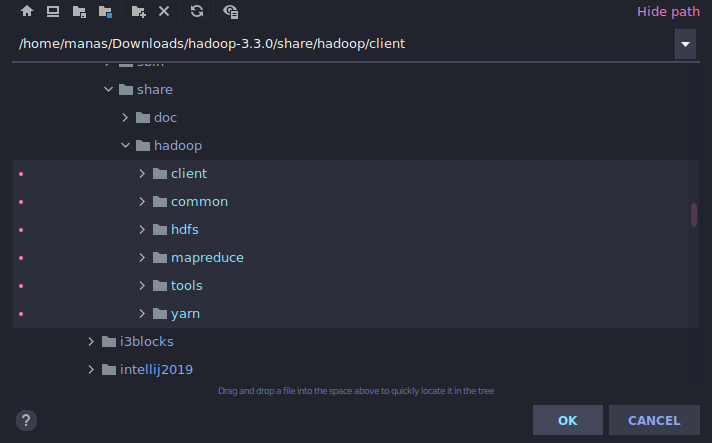 Hide path
/home/manas/Downloads/hadoop-3.3.0/share/hadoop/client
share
doc
hadoop
client
common
hdfs
mapreduce
tools
yarn
i3blocks
intellij2019
Drag and drop a file into the space above to quickly locate it in the tree
? OK CANCEL